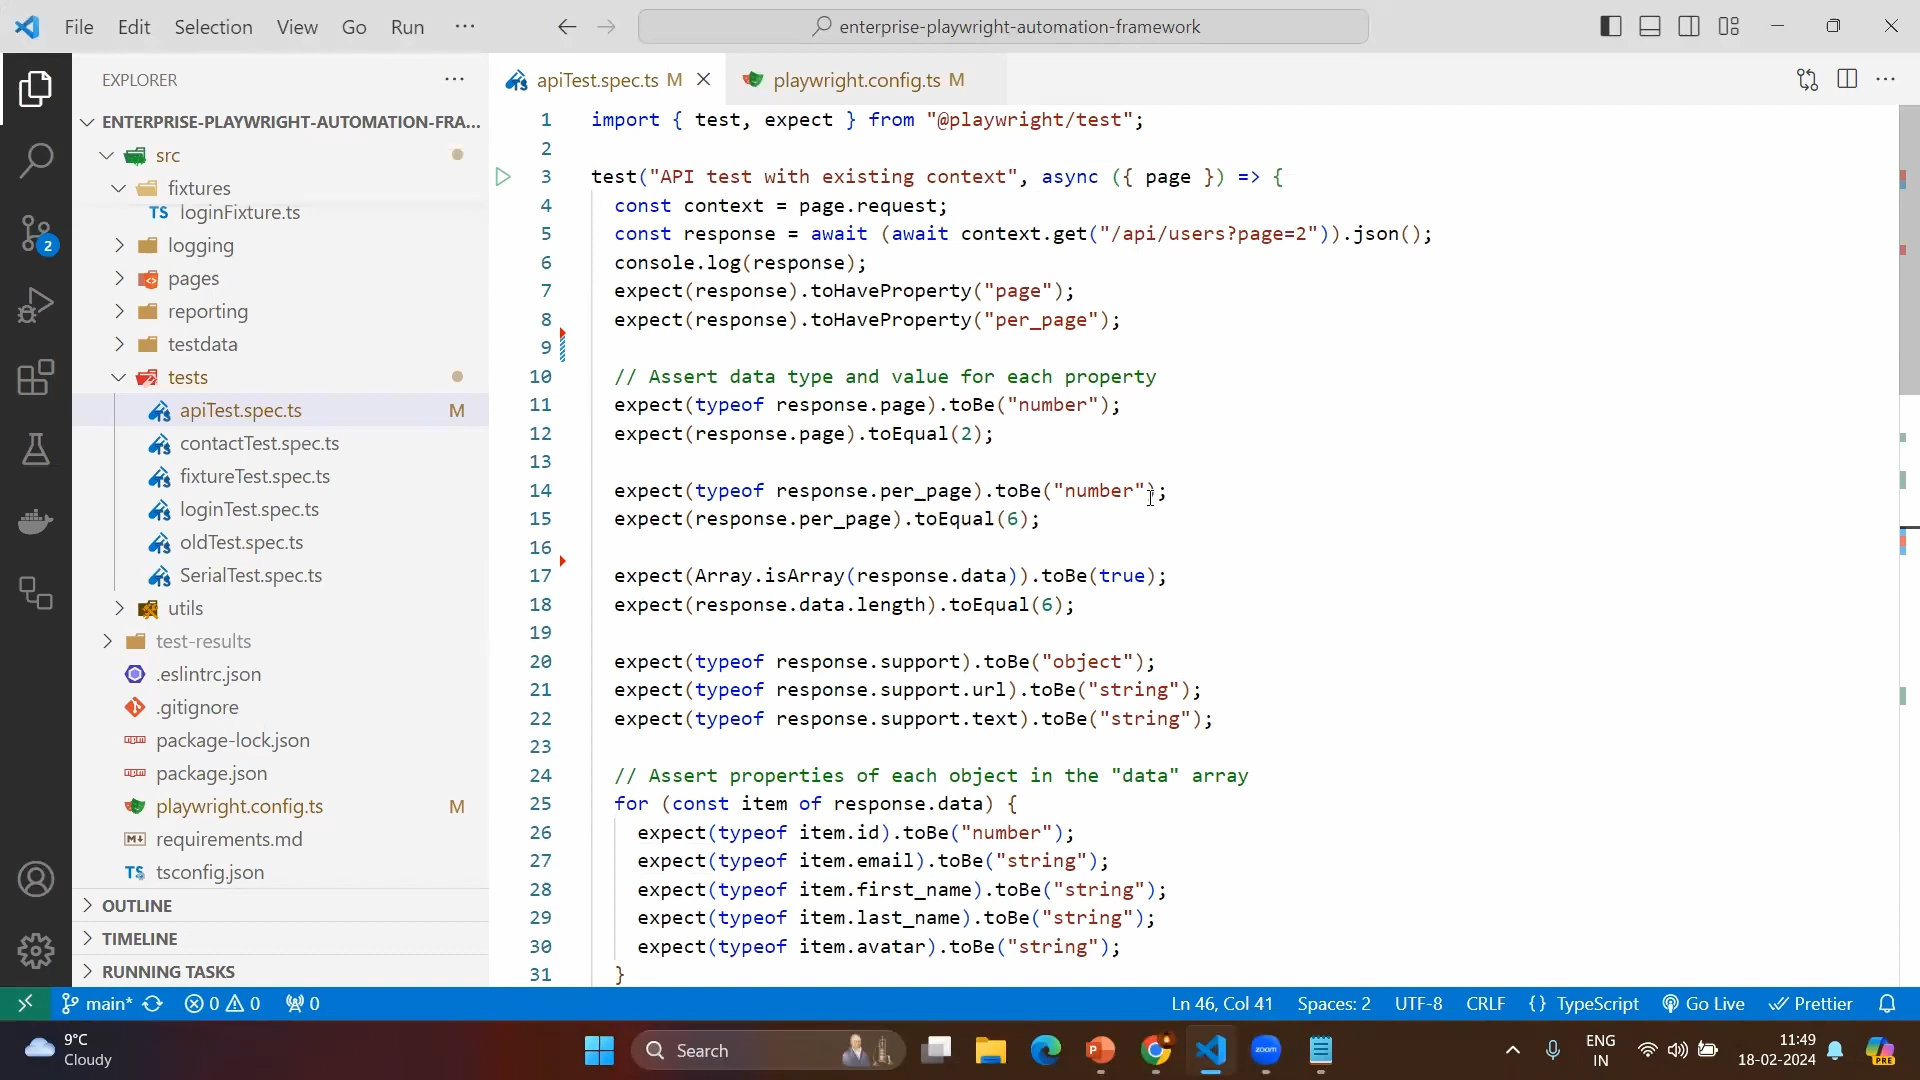 File Edit Selection View Go Run ···
enterprise-playwright-automation-framework
EXPLORER
ENTERPRISE-PLAYWRIGHT-AUTOMATION-FRA...
src
fixtures
TS loginFixture.ts
logging
pages
reporting
testdata
tests
apiTest.spec.ts M
contactTest.spec.ts
fixtureTest.spec.ts
loginTest.spec.ts
oldTest.spec.ts
SerialTest.spec.ts
utils
test-results
.eslintrc.json
.gitignore
package-lock.json
package.json
playwright.config.ts M
requirements.md
TS tsconfig.json
OUTLINE
TIMELINE
RUNNING TASKS
2
apiTest.spec.ts M
playwright.config.ts M
1 import { test, expect } from "@playwright/test";
2
3 test("API test with existing context", async ({ page }) => {
4 const context = page.request;
5 const response = await (await context.get("/api/users?page=2")).json();
6 console.log(response);
7 expect(response).toHaveProperty("page");
8 expect(response).toHaveProperty("per_page");
9
10 // Assert data type and value for each property
11 expect(typeof response.page).toBe("number");
12 expect(response.page).toEqual(2);
13
14 expect(typeof response.per_page).toBe("number");
15 expect(response.per_page).toEqual(6);
16
17 expect(Array.isArray(response.data)).toBe(true);
18 expect(response.data.length).toEqual(6);
19
20 expect(typeof response.support).toBe("object");
21 expect(typeof response.support.url).toBe("string");
22 expect(typeof response.support.text).toBe("string");
23
24 // Assert properties of each object in the "data" array
25 for (const item of response.data) {
26 expect(typeof item.id).toBe("number");
27 expect(typeof item.email).toBe("string");
28 expect(typeof item.first_name).toBe("string");
29 expect(typeof item.last_name).toBe("string");
30 expect(typeof item.avatar).toBe("string");
31 }
main* 0 0 0 Ln 46, Col 41 Spaces: 2 UTF-8 CRLF {} TypeScript Go Live Prettier
9°C
Cloudy
Search
zoom
ENG
IN
11:49
18-02-2024
PRE